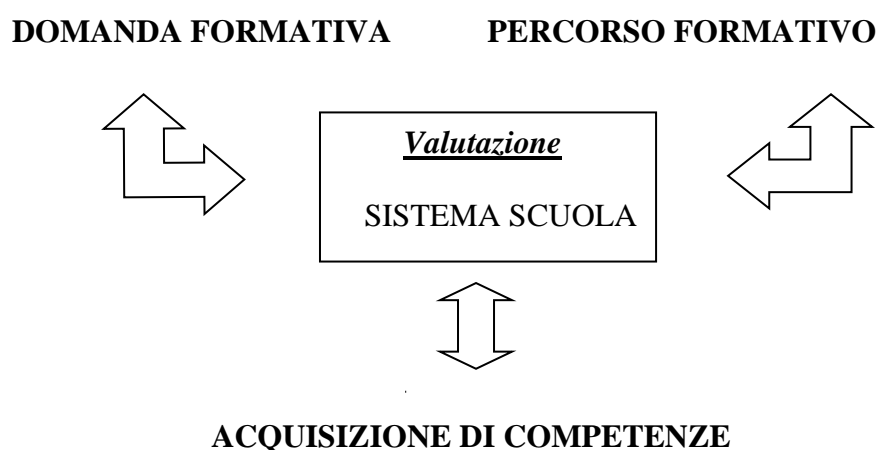 DOMANDA FORMATIVA PERCORSO FORMATIVO
Valutazione
SISTEMA SCUOLA
ACQUISIZIONE DI COMPETENZE